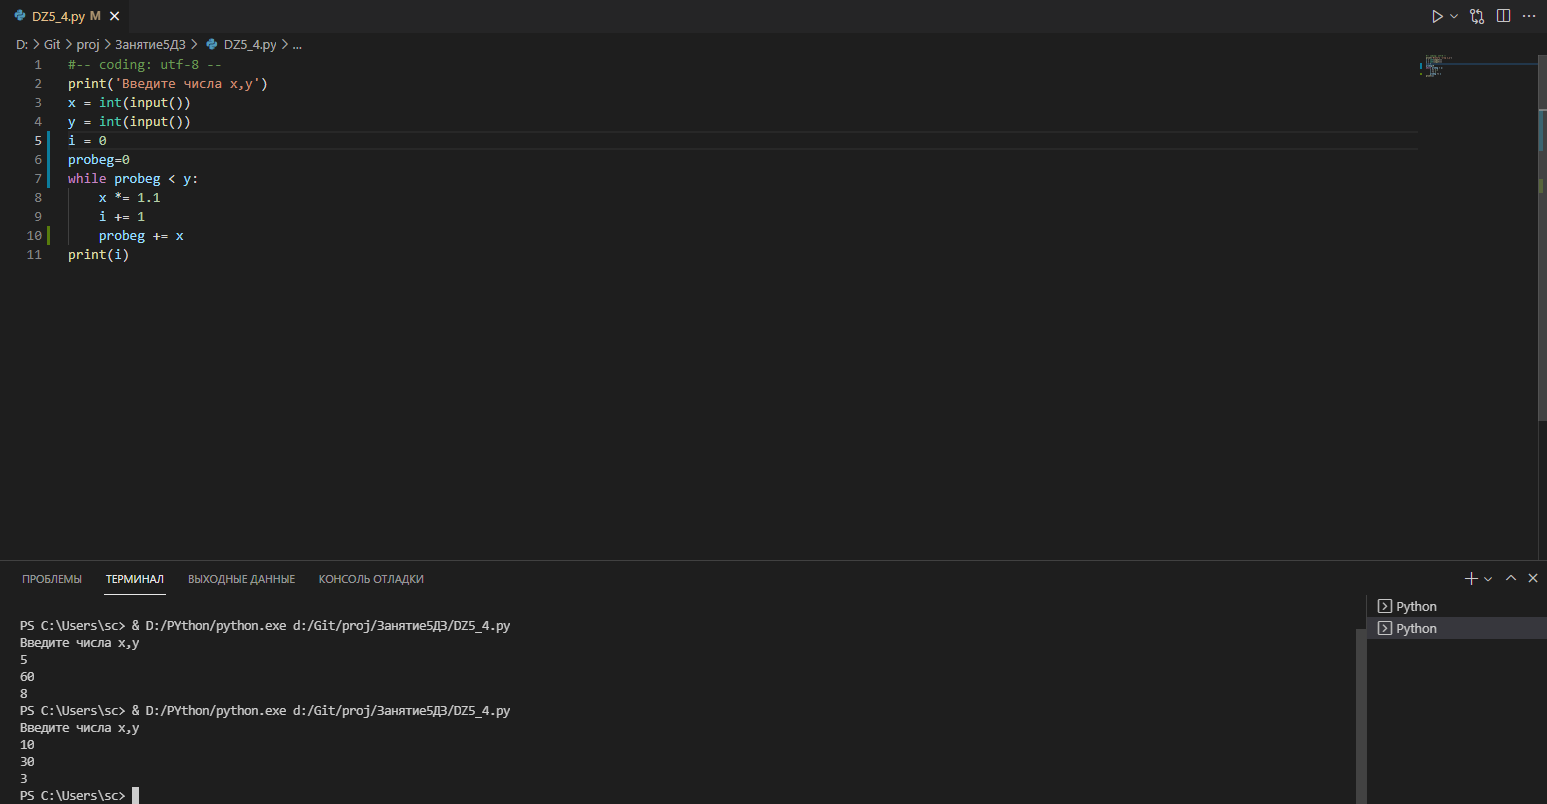 DZ5_4.py M
D: > Git > proj > Занятие5ДЗ > DZ5_4.py > ...
1 #-- coding: utf-8 --
2 print('Введите числа x,y')
3 x = int(input())
4 y = int(input())
5 i = 0
6 probeg=0
7 while probeg < y:
8 x *= 1.1
9 i += 1
10 probeg += x
11 print(i)
ПРОБЛЕМЫ ТЕРМИНАЛ ВЫХОДНЫЕ ДАННЫЕ КОНСОЛЬ ОТЛАДКИ
PS C:\Users\sc> & D:/PYthon/python.exe d:/Git/proj/Занятие5ДЗ/DZ5_4.py
Введите числа x,y
5
60
8
PS C:\Users\sc> & D:/PYthon/python.exe d:/Git/proj/Занятие5ДЗ/DZ5_4.py
Введите числа x,y
10
30
3
PS C:\Users\sc>
Python
Python